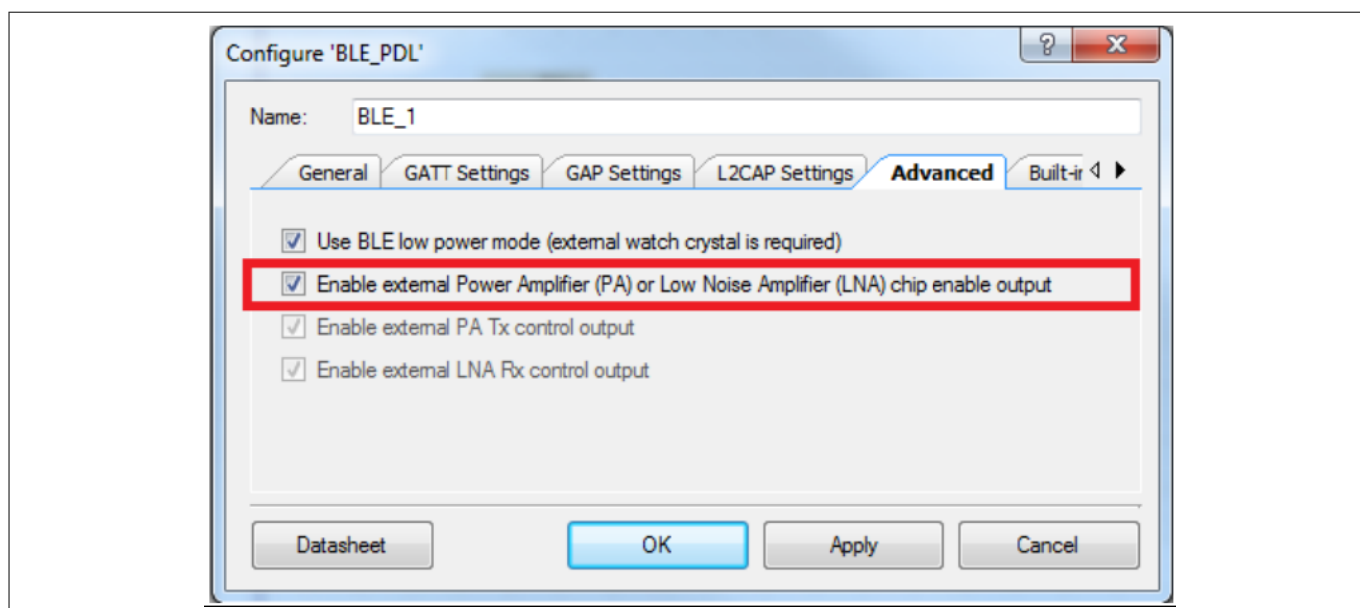 Configure 'BLE_PDL'
Name: BLE_1
General GATT Settings GAP Settings L2CAP Settings Advanced Built-ir
Use BLE low power mode (external watch crystal is required)
Enable external Power Amplifier (PA) or Low Noise Amplifier (LNA) chip enable output
Enable external PA Tx control output
Enable external LNA Rx control output
Datasheet OK Apply Cancel